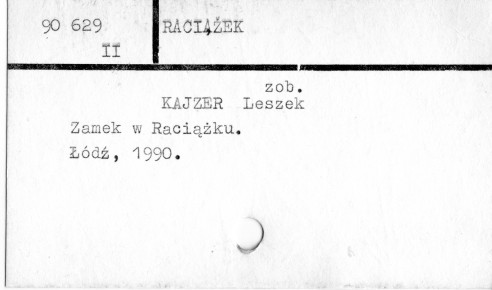 90 629 RACIĄŻEK
II
zob.
KAJZER Leszek
Zamek w Raciążku.
Łódź, 1990.